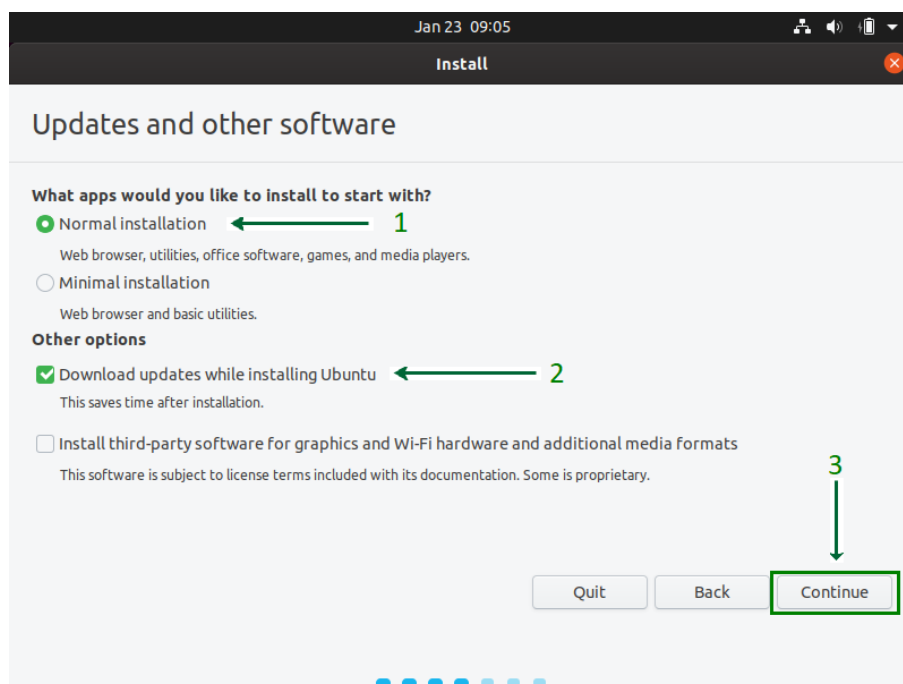 Jan 23 09:05
Install
Updates and other software
What apps would you like to install to start with?
Normal installation 1
Web browser, utilities, office software, games, and media players.
Minimal installation
Web browser and basic utilities.
Other options
Download updates while installing Ubuntu 2
This saves time after installation.
Install third-party software for graphics and Wi-Fi hardware and additional media formats
This software is subject to license terms included with its documentation. Some is proprietary.
3
Quit Back Continue